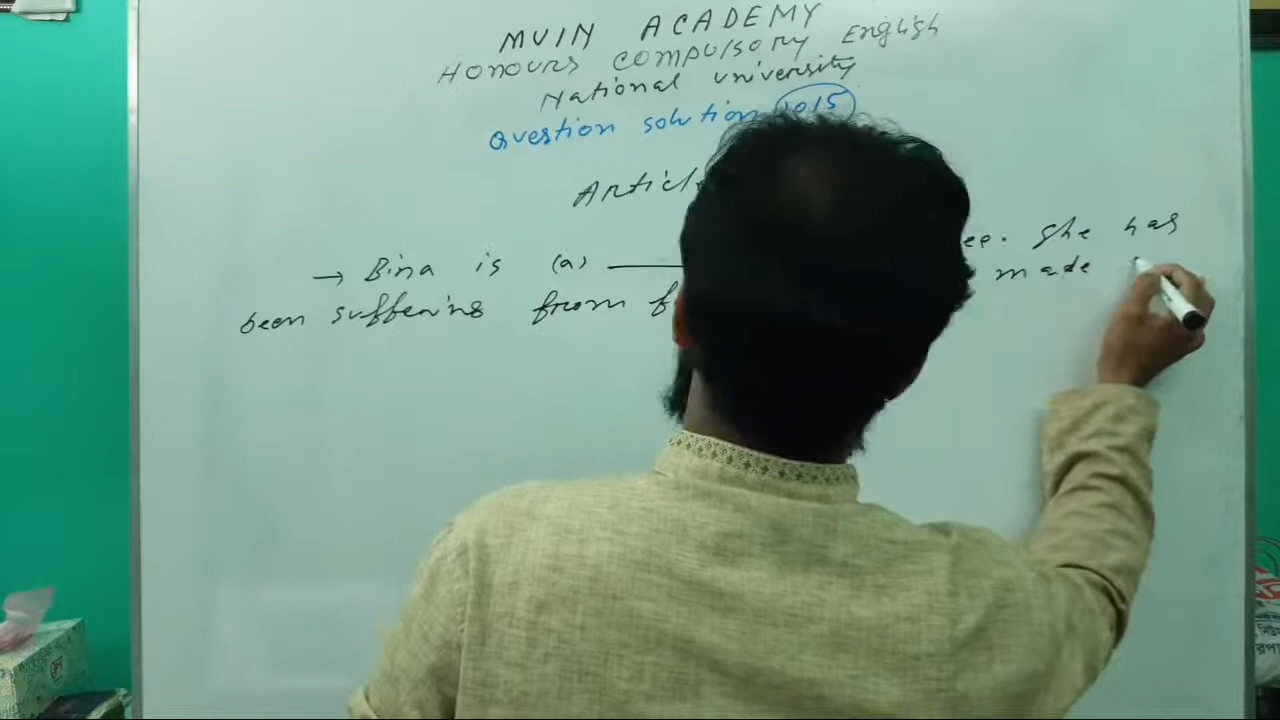 MUIN ACADEMY
Honours compulsory English
National university
Question solution 2015
Article
→ Bina is (a) ee. She has
been suffering from f made